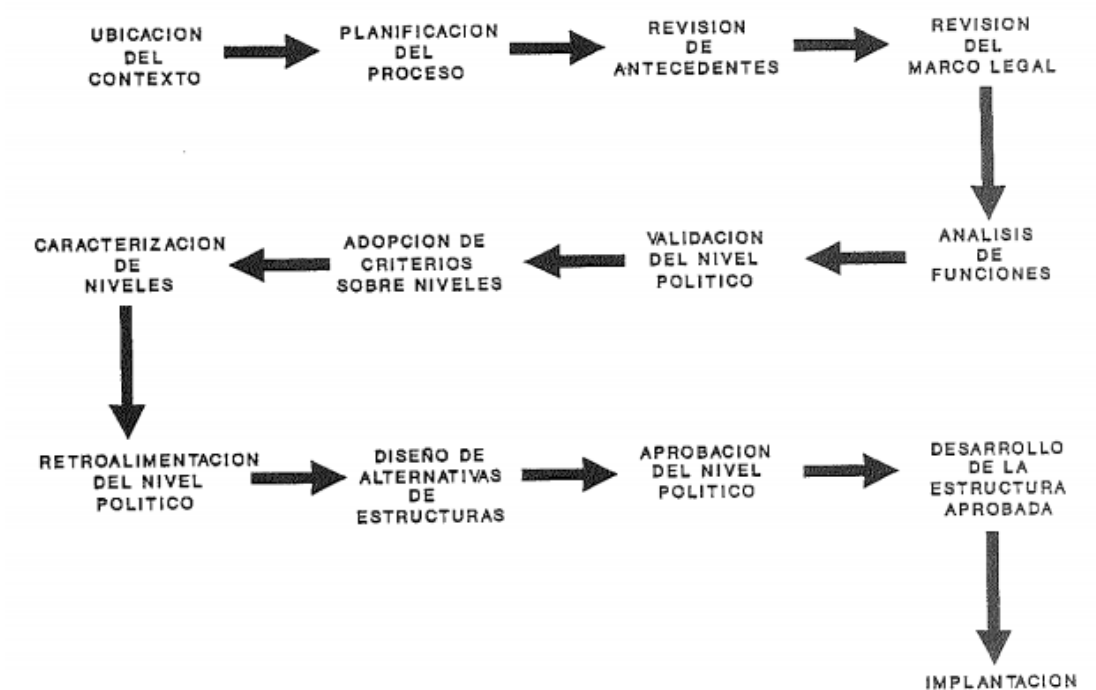 UBICACION
DEL
CONTEXTO
PLANIFICACION
DEL
PROCESO
REVISION
DE
ANTECEDENTES
REVISION
DEL
MARCO LEGAL
ANALISIS
DE
FUNCIONES
VALIDACION
DEL NIVEL
POLITICO
ADOPCION DE
CRITERIOS
SOBRE NIVELES
CARACTERIZACION
DE
NIVELES
RETROALIMENTACION
DEL NIVEL
POLITICO
DISEÑO DE
ALTERNATIVAS
DE
ESTRUCTURAS
APROBACION
DEL NIVEL
POLITICO
DESARROLLO
DE LA
ESTRUCTURA
APROBADA
IMPLANTACION